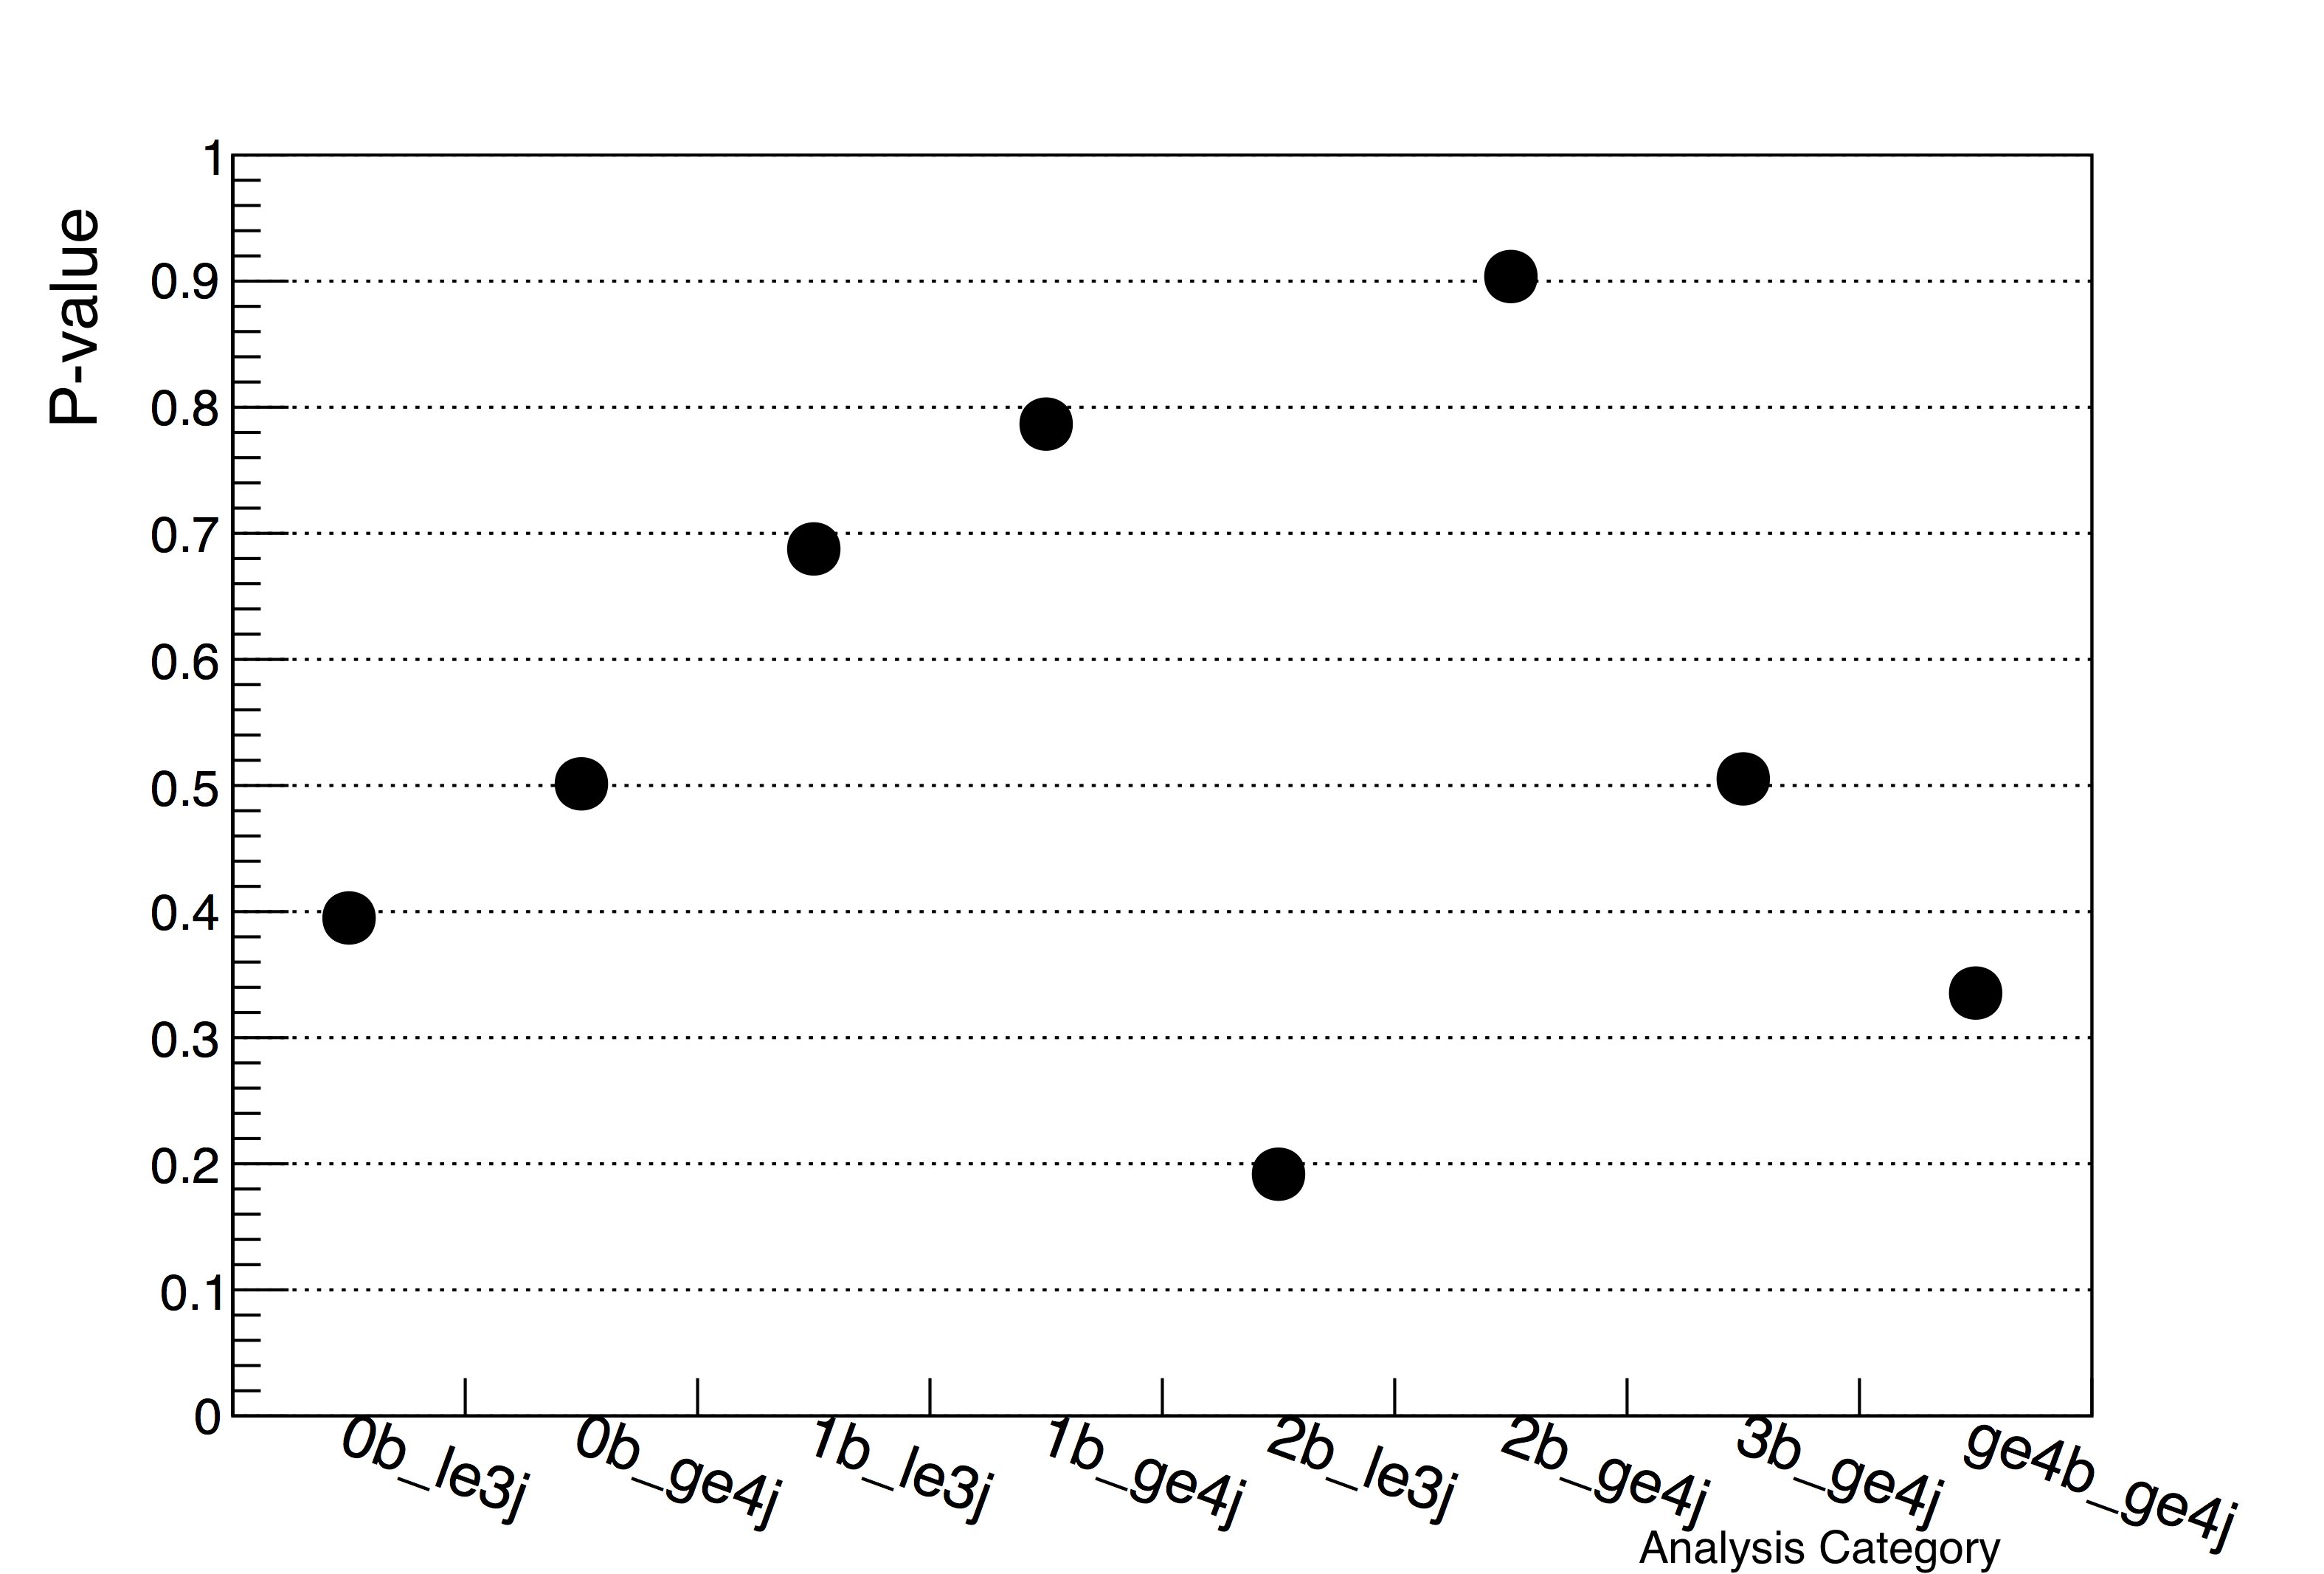 P-value
1
0.9
0.8
0.7
0.6
0.5
0.4
0.3
0.2
0.1
0
0b_le3j
0b_ge4j
1b_le3j
1b_ge4j
2b_le3j
2b_ge4j
3b_ge4j
ge4b_ge4j
Analysis Category